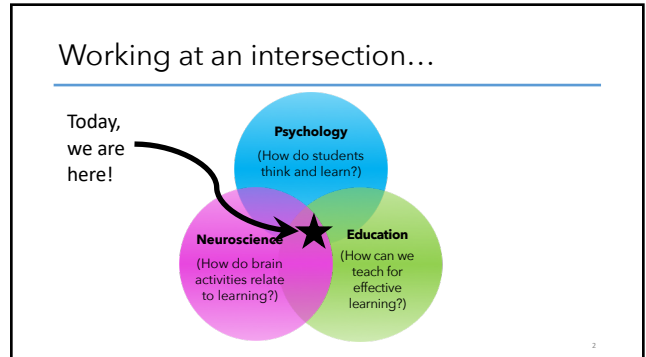 Working at an intersection…
Today,
we are
here!
Psychology
(How do students
think and learn?)
Neuroscience
(How do brain
activities relate
to learning?)
Education
(How can we
teach for
effective
learning?)
2